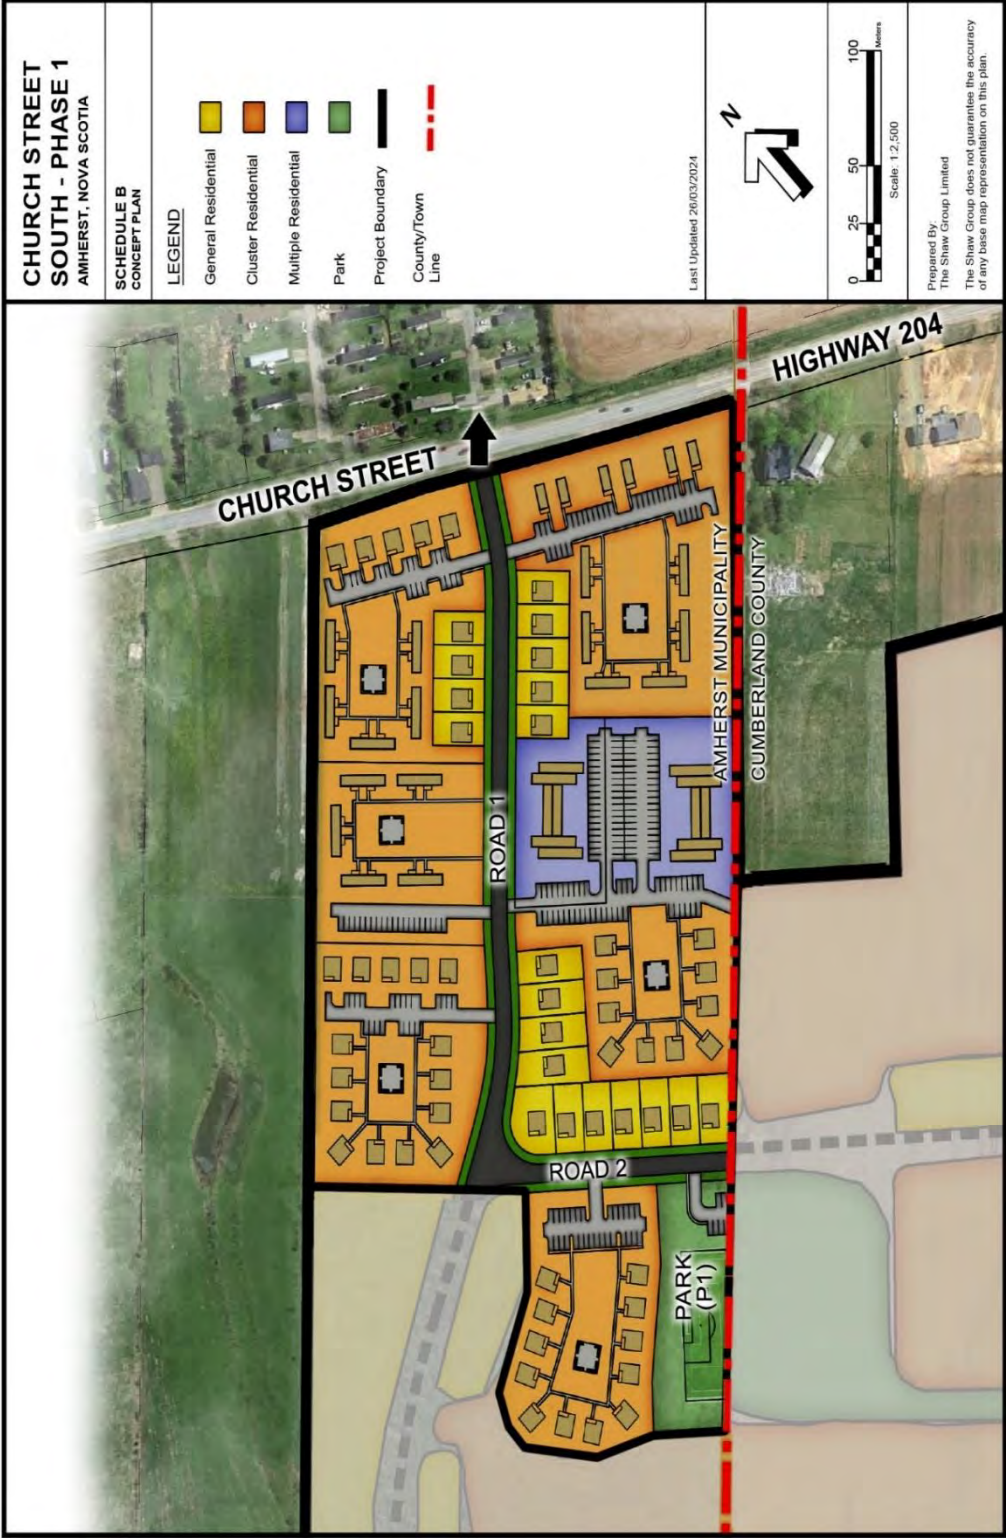 CHURCH STREET
SOUTH - PHASE 1
AMHERST, NOVA SCOTIA
SCHEDULE B
CONCEPT PLAN
LEGEND
General Residential
Cluster Residential
Multiple Residential
Park
Project Boundary
County/Town
Line
Last Updated 26/03/2024
N
0 25 50 100
Meters
Scale: 1:2,500
Prepared By:
The Shaw Group Limited
The Shaw Group does not guarantee the accuracy
of any base map representation on this plan.
CHURCH STREET
HIGHWAY 204
AMHERST MUNICIPALITY
CUMBERLAND COUNTY
ROAD 1
ROAD 2
PARK
(P1)